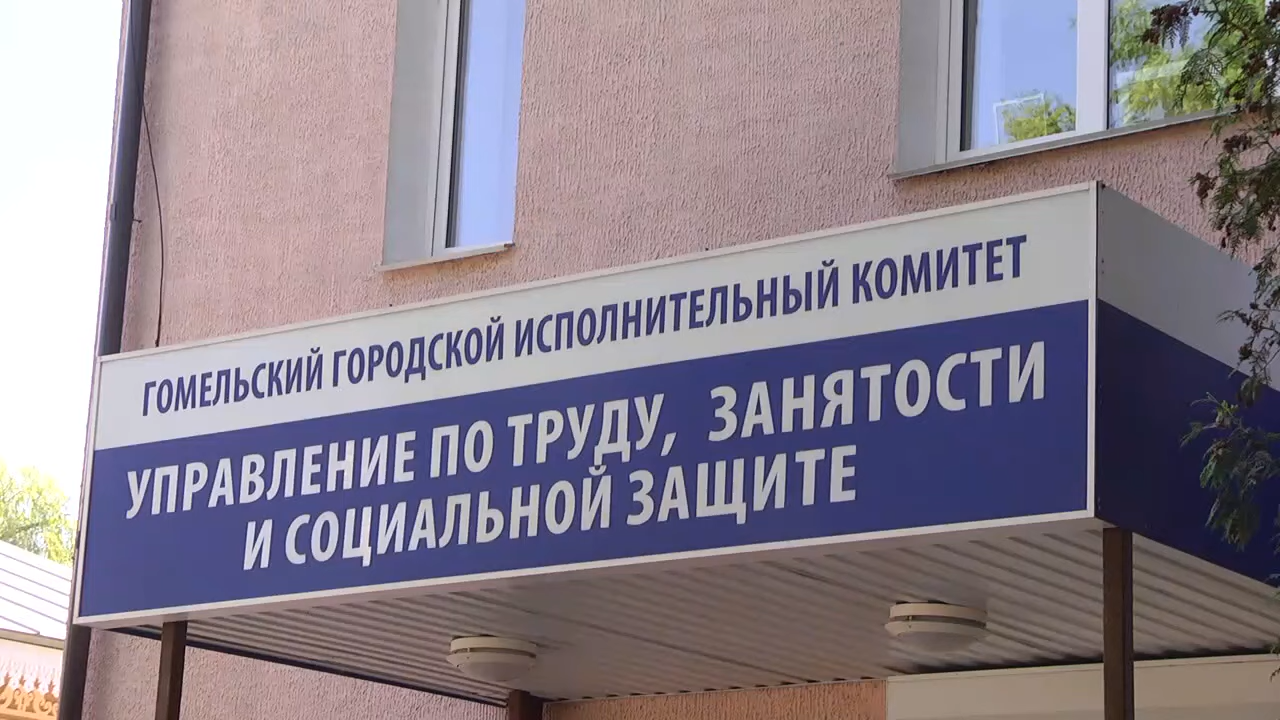 ГОМЕЛЬСКИЙ ГОРОДСКОЙ ИСПОЛНИТЕЛЬНЫЙ КОМИТЕТ
УПРАВЛЕНИЕ ПО ТРУДУ, ЗАНЯТОСТИ
И СОЦИАЛЬНОЙ ЗАЩИТЕ